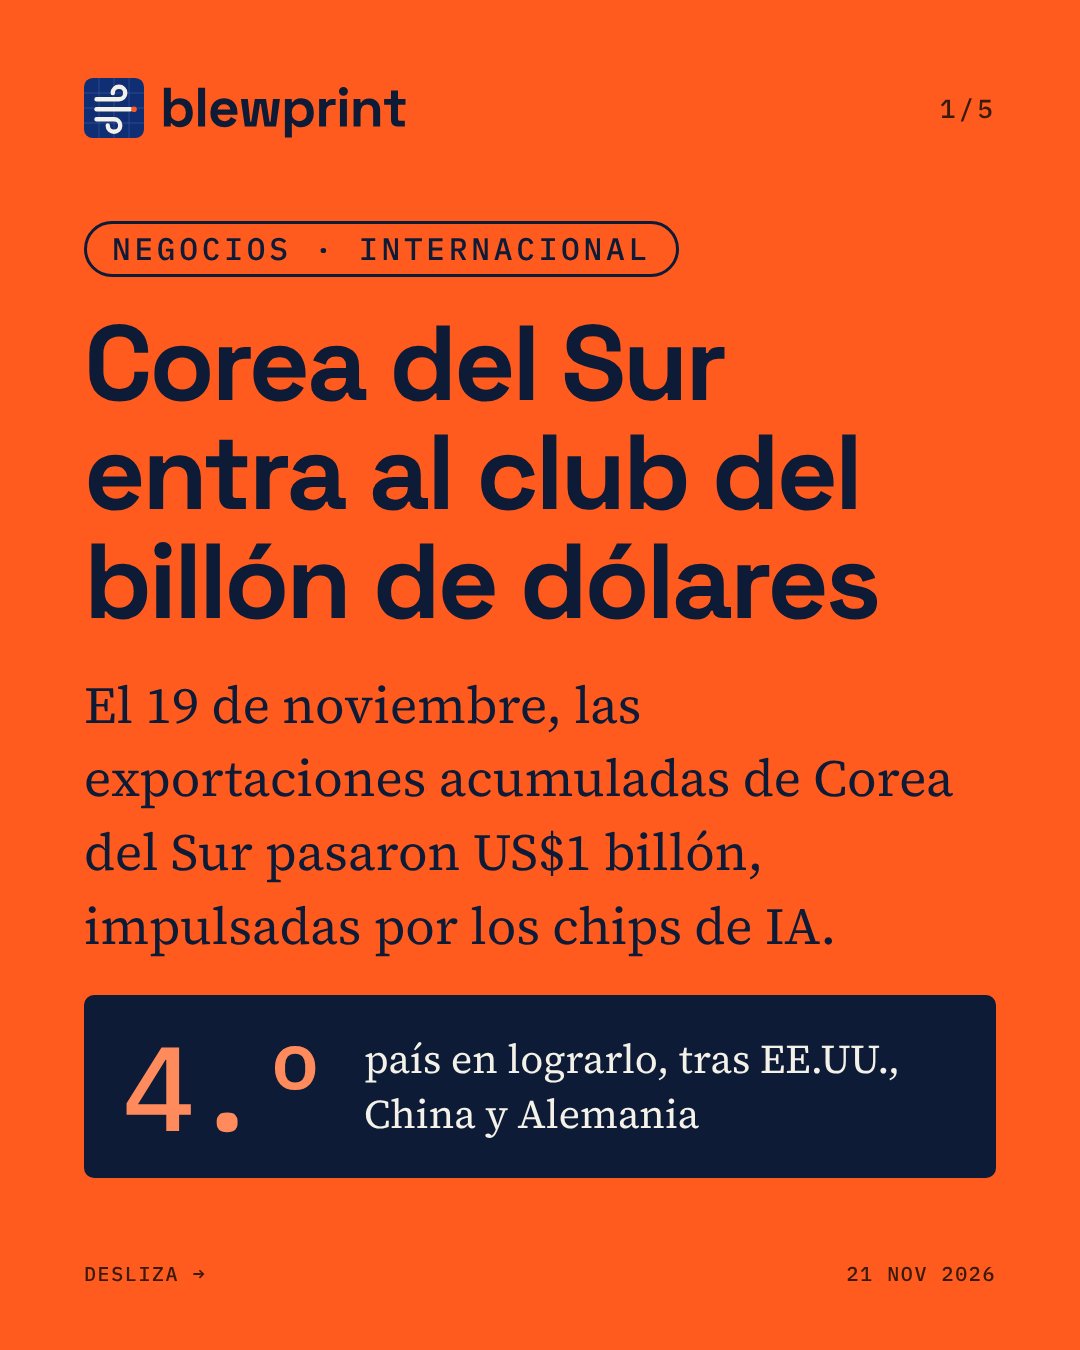 blewprint
1/5
NEGOCIOS · INTERNACIONAL
Corea del Sur
entra al club del
billón de dólares
El 19 de noviembre, las
exportaciones acumuladas de Corea
del Sur pasaron US$1 billón,
impulsadas por los chips de IA.
4.º
país en lograrlo, tras EE.UU.,
China y Alemania
DESLIZA →
21 NOV 2026